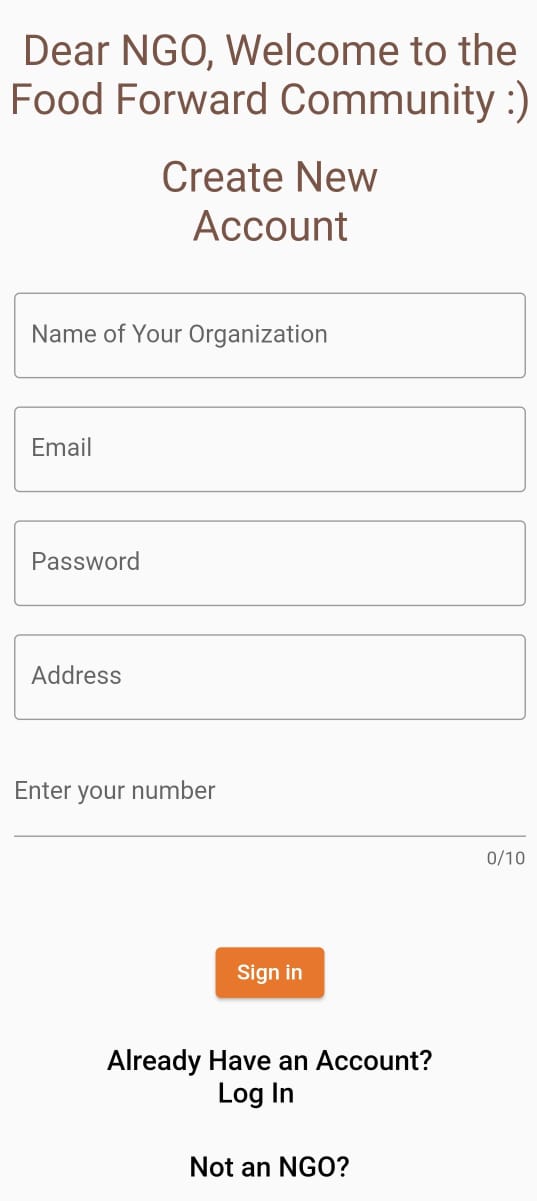 Dear NGO, Welcome to the
Food Forward Community :)
Create New
Account
Name of Your Organization
Email
Password
Address
Enter your number
0/10
Sign in
Already Have an Account?
Log In
Not an NGO?